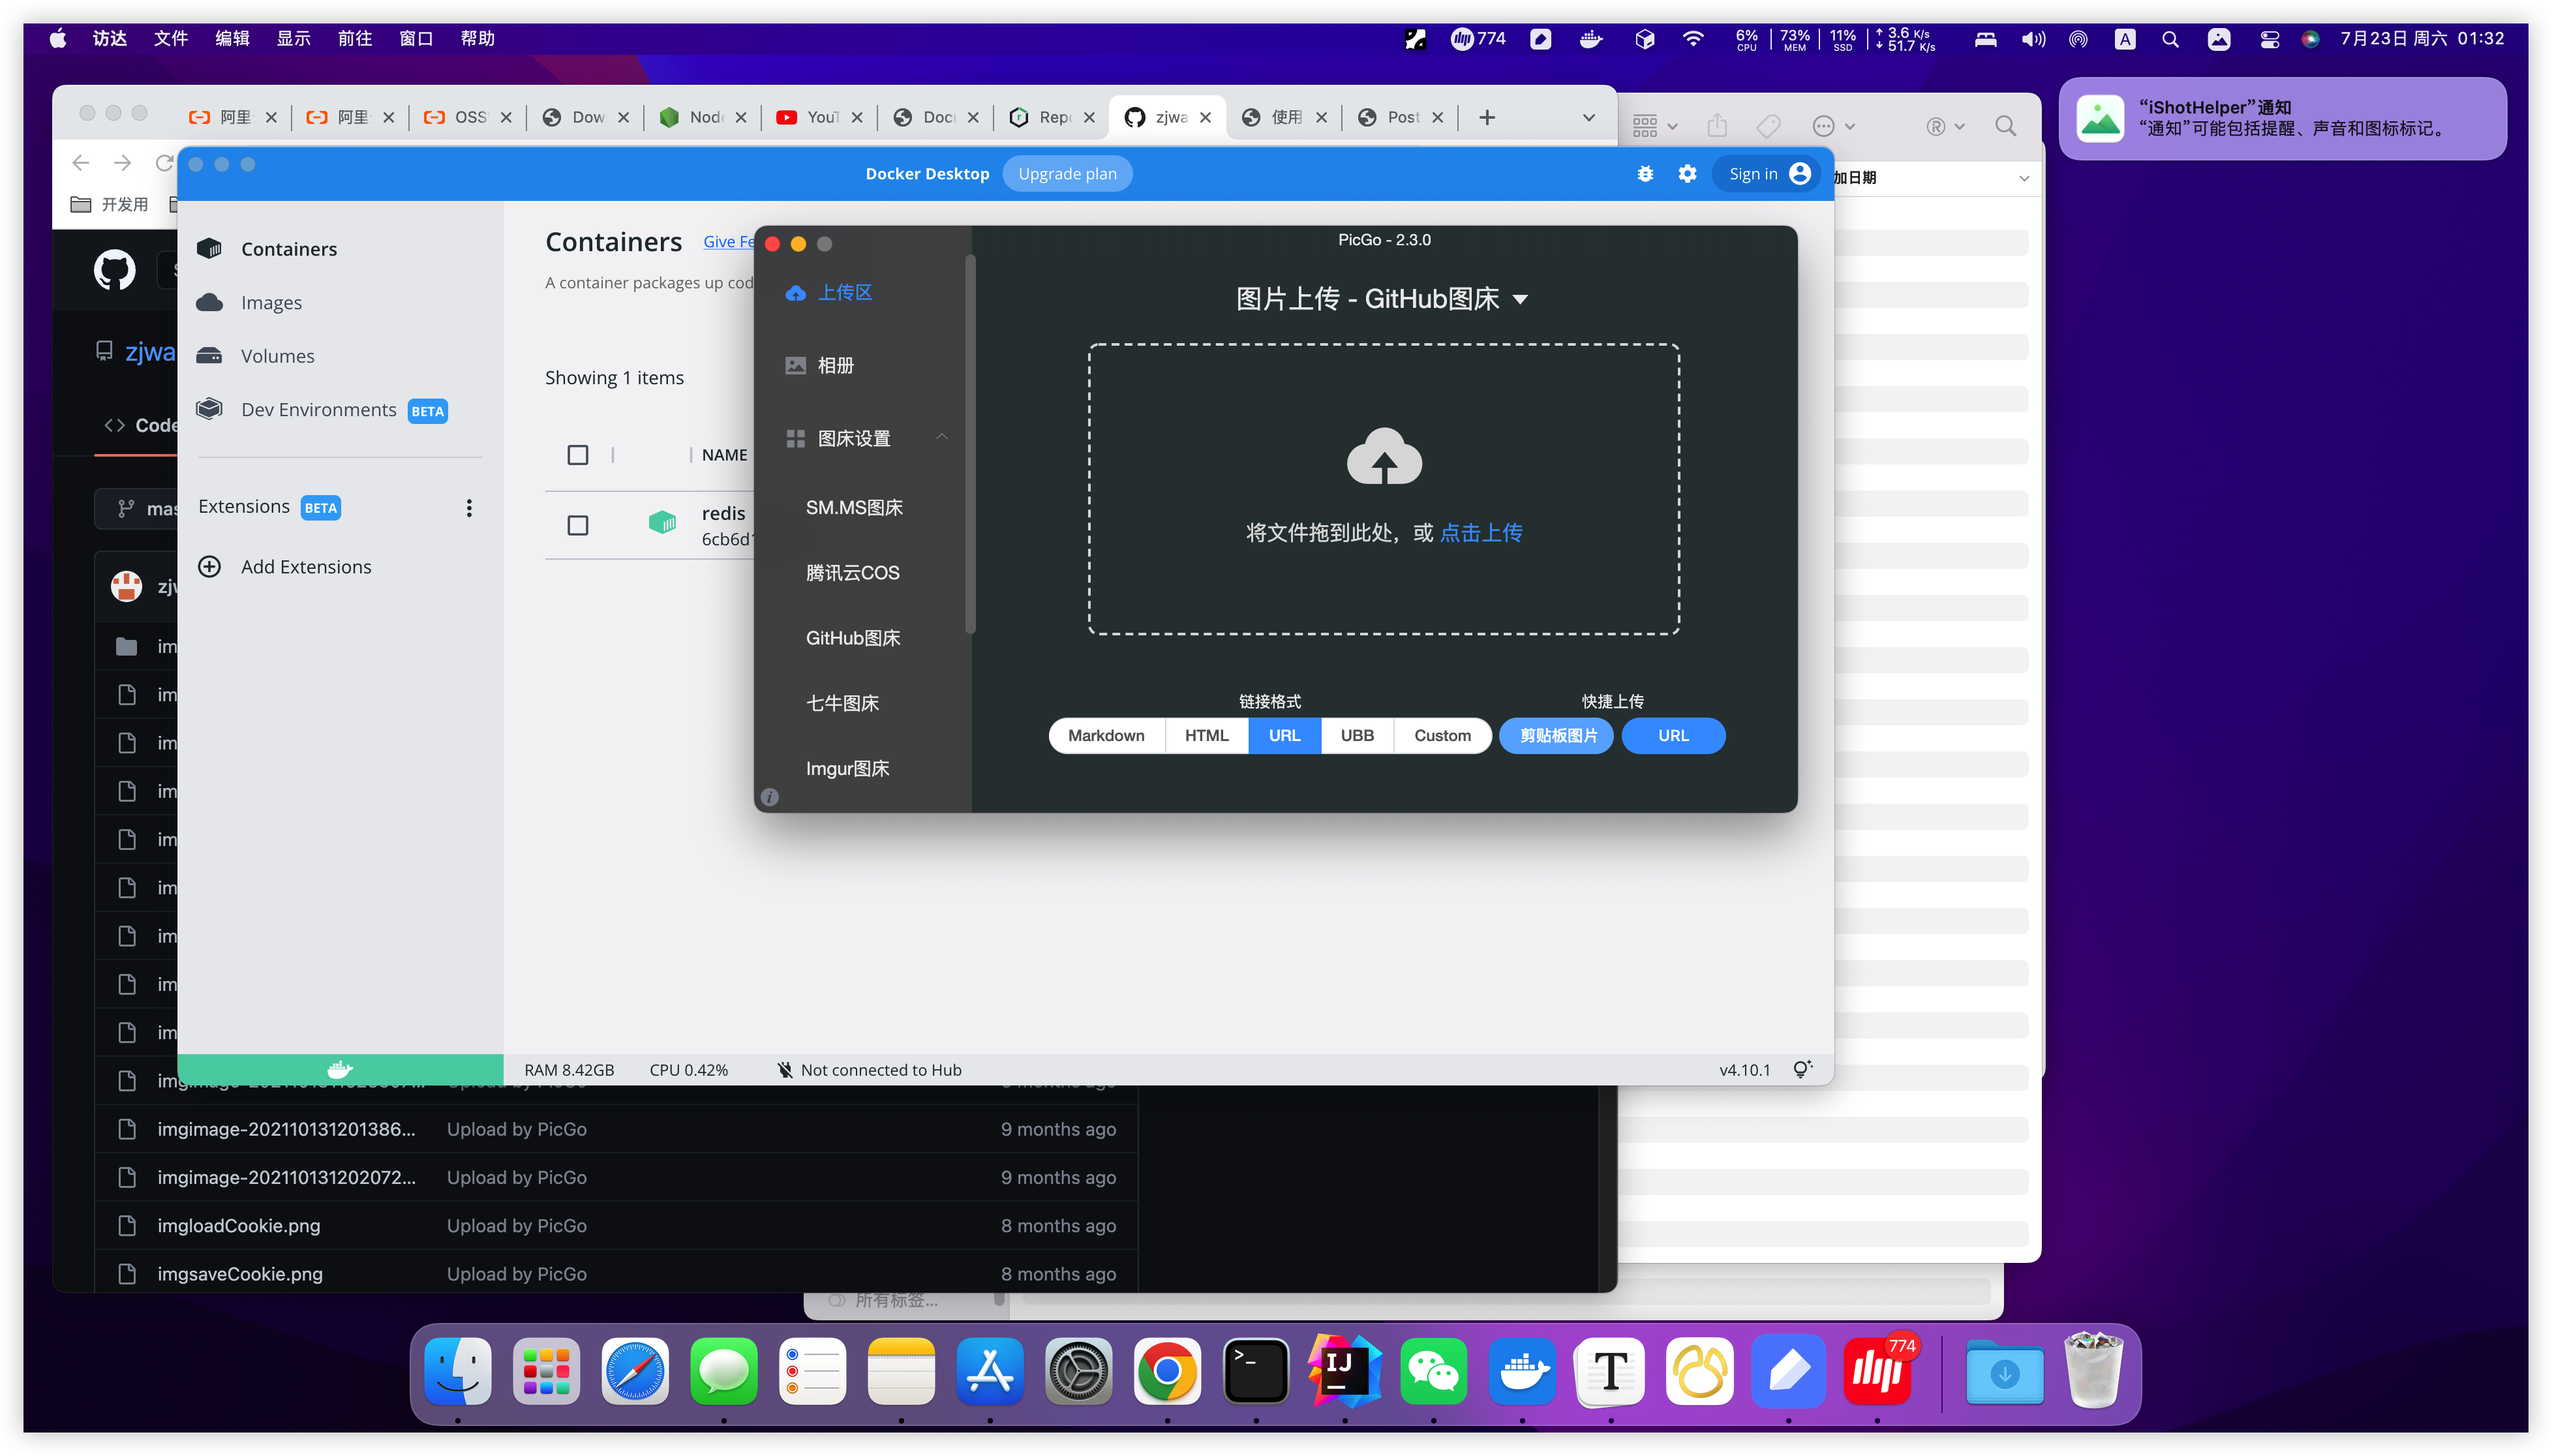 访达 文件 编辑 显示 前往 窗口 帮助
774
6% CPU
73% MEM
11% SSD
3.6 K/s
51.7 K/s
A
7月23日 周六 01:32
阿里
阿里
OSS
Dow
Node
YouT
Docu
Repo
zjwa
使用
Post
“iShotHelper”通知
“通知”可能包括提醒、声音和图标标记。
开发用
加日期
Docker Desktop
Upgrade plan
Sign in
Containers
Images
Volumes
Dev Environments BETA
Extensions BETA
Add Extensions
Containers
Give Fe
A container packages up cod
Showing 1 items
NAME
redis
6cb6d1
PicGo - 2.3.0
上传区
相册
图床设置
SM.MS图床
腾讯云COS
GitHub图床
七牛图床
Imgur图床
图片上传 - GitHub图床
将文件拖到此处，或 点击上传
链接格式
快捷上传
Markdown HTML URL UBB Custom
剪贴板图片 URL
RAM 8.42GB
CPU 0.42%
Not connected to Hub
v4.10.1
zjwa
Code
mas
zjw
im
im
im
im
im
im
im
im
im
imgimage-202110131201386... Upload by PicGo 9 months ago
imgimage-202110131202072... Upload by PicGo 9 months ago
imgloadCookie.png Upload by PicGo 8 months ago
imgsaveCookie.png Upload by PicGo 8 months ago
所有标签...
IJ
T
774